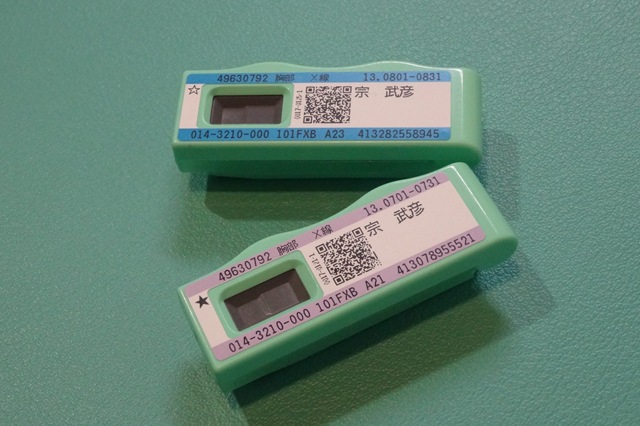 49630792 胸部 X線 13.0801-0831
☆ 宗 武彦
014-3210-000 101FXB A23 413282558945
49630792 胸部 X線 13.0701-0731
★ 宗 武彦
014-3210-000 101FXB A21 413078955521